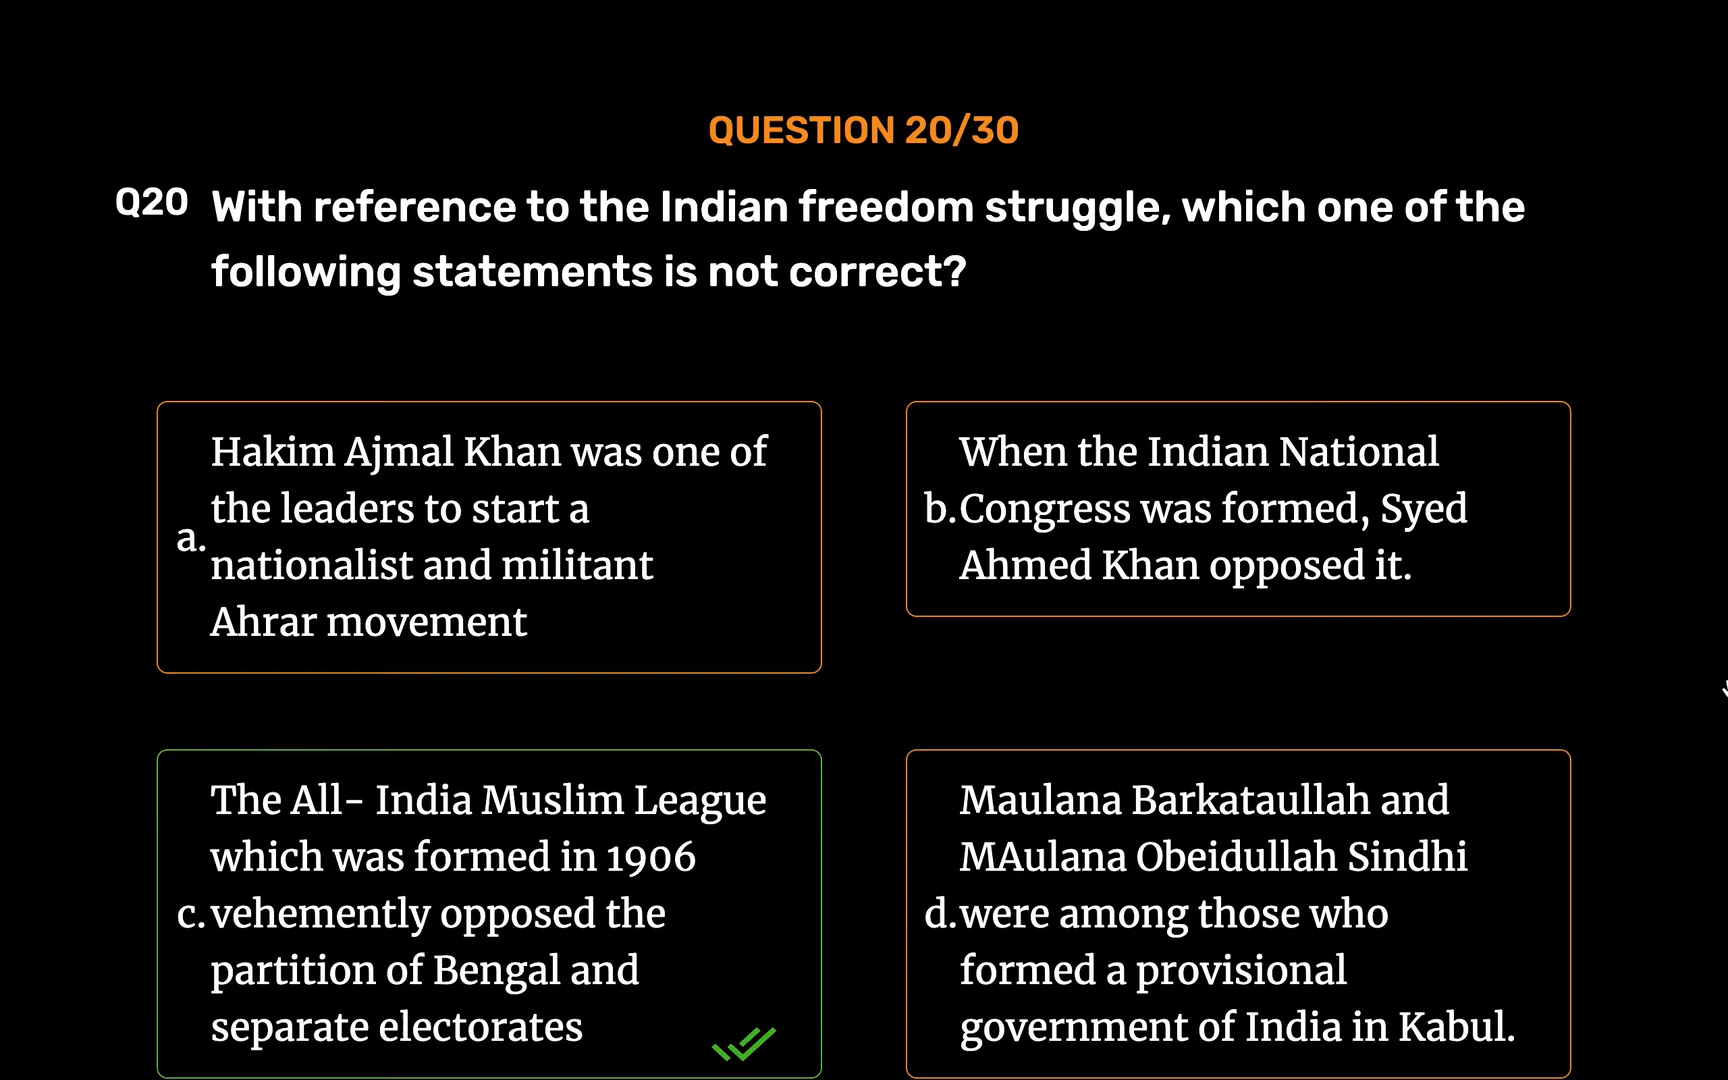 QUESTION 20/30
Q20 With reference to the Indian freedom struggle, which one of the
following statements is not correct?
Hakim Ajmal Khan was one of
the leaders to start a
a.
nationalist and militant
Ahrar movement
When the Indian National
b. Congress was formed, Syed
Ahmed Khan opposed it.
The All- India Muslim League
which was formed in 1906
c. vehemently opposed the
partition of Bengal and
separate electorates
Maulana Barkataullah and
MAulana Obeidullah Sindhi
d. were among those who
formed a provisional
government of India in Kabul.